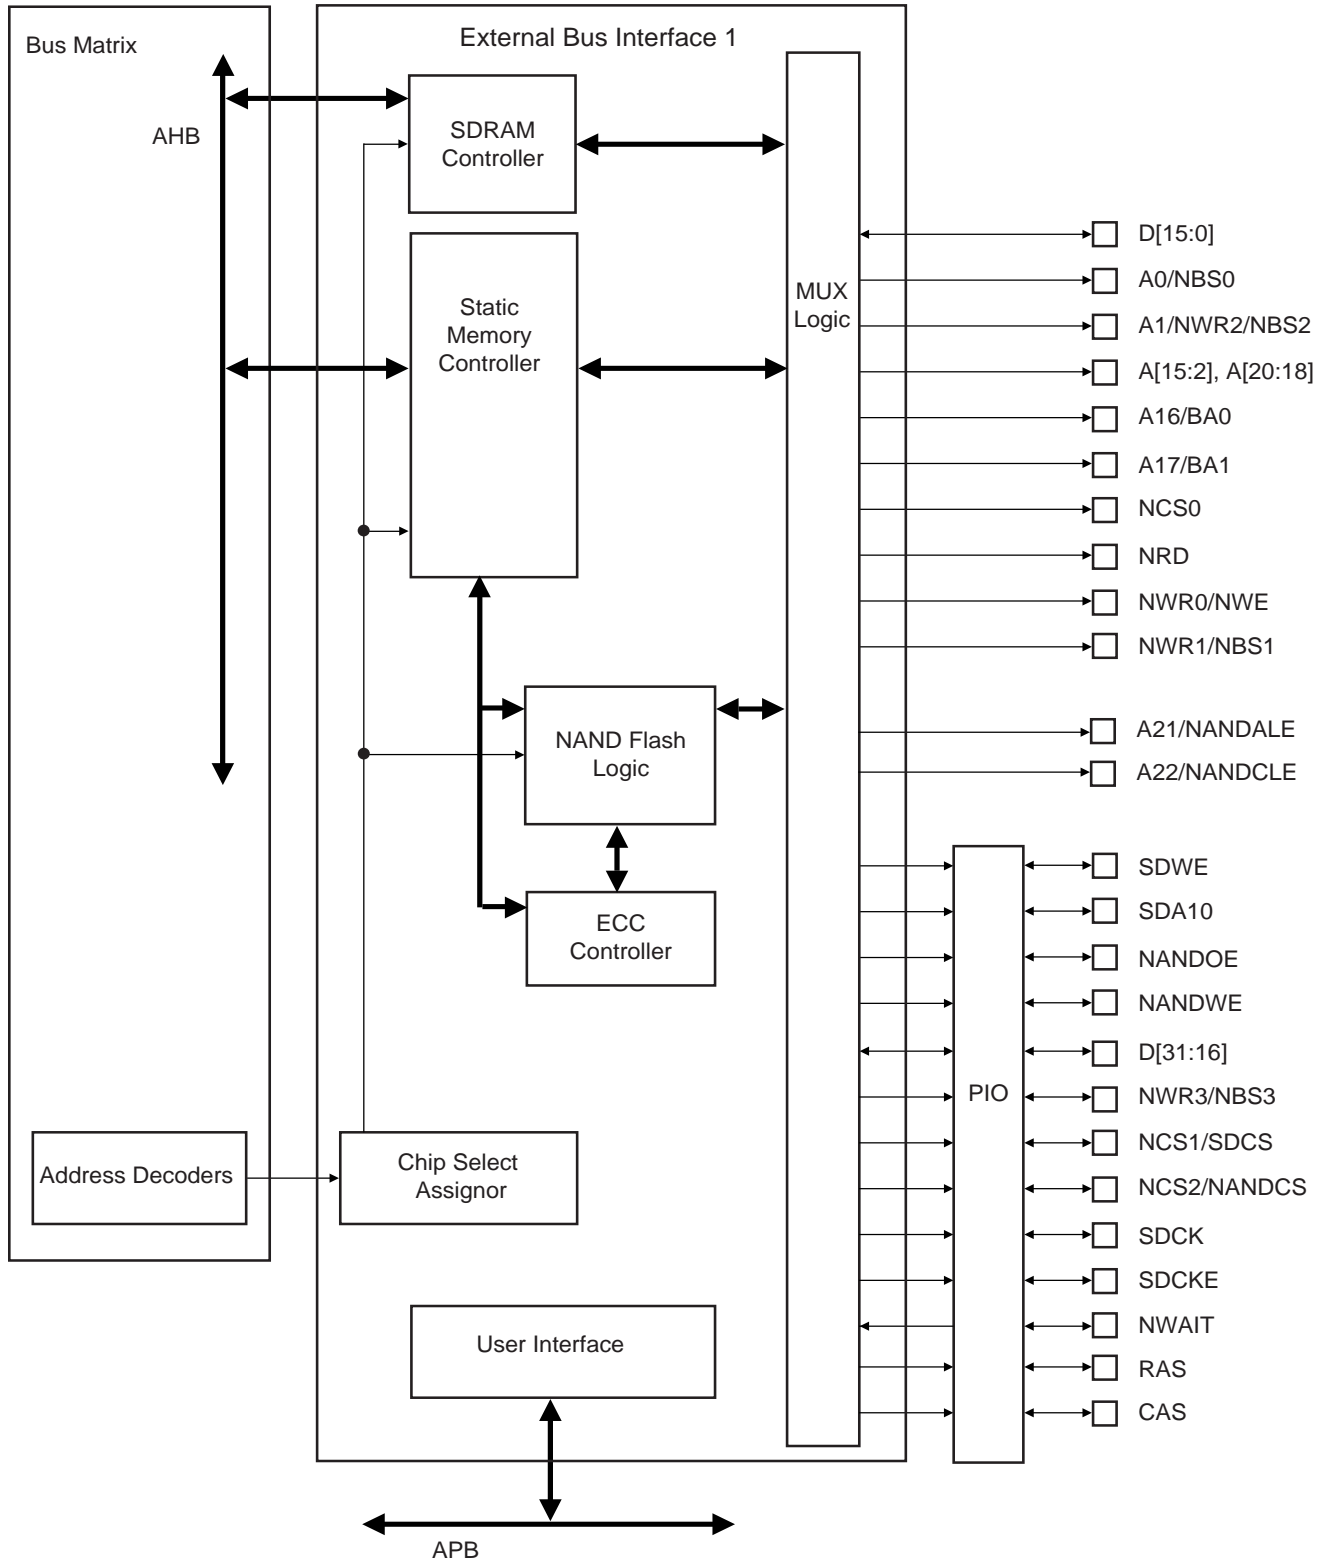 Bus Matrix
External Bus Interface 1
AHB
SDRAM
Controller
Static
Memory
Controller
MUX
Logic
NAND Flash
Logic
ECC
Controller
Address Decoders
Chip Select
Assignor
User Interface
APB
PIO
D[15:0]
A0/NBS0
A1/NWR2/NBS2
A[15:2], A[20:18]
A16/BA0
A17/BA1
NCS0
NRD
NWR0/NWE
NWR1/NBS1
A21/NANDALE
A22/NANDCLE
SDWE
SDA10
NANDOE
NANDWE
D[31:16]
NWR3/NBS3
NCS1/SDCS
NCS2/NANDCS
SDCK
SDCKE
NWAIT
RAS
CAS